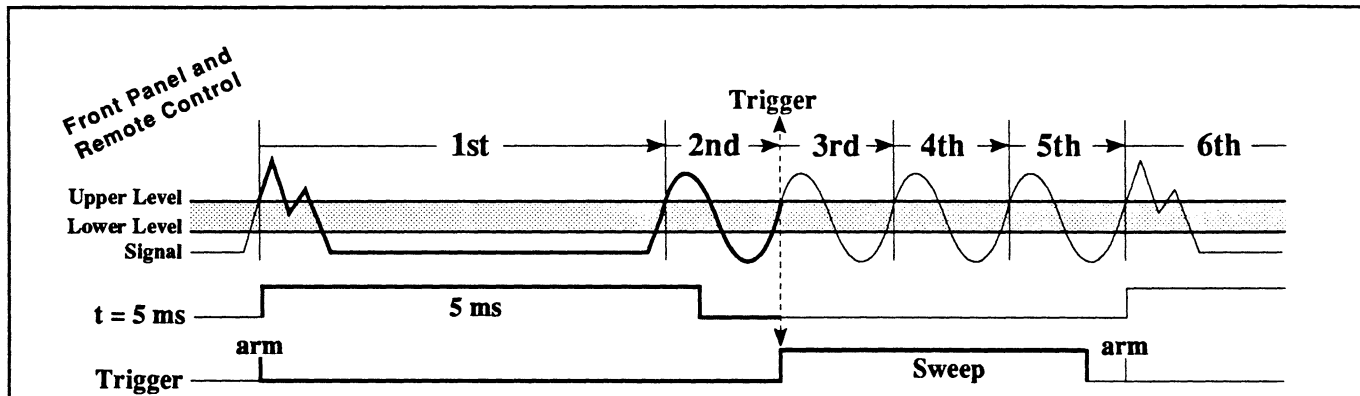 Front Panel and
Remote Control
Trigger
1st 2nd 3rd 4th 5th 6th
Upper Level
Lower Level
Signal
t = 5 ms 5 ms
arm arm
Trigger Sweep